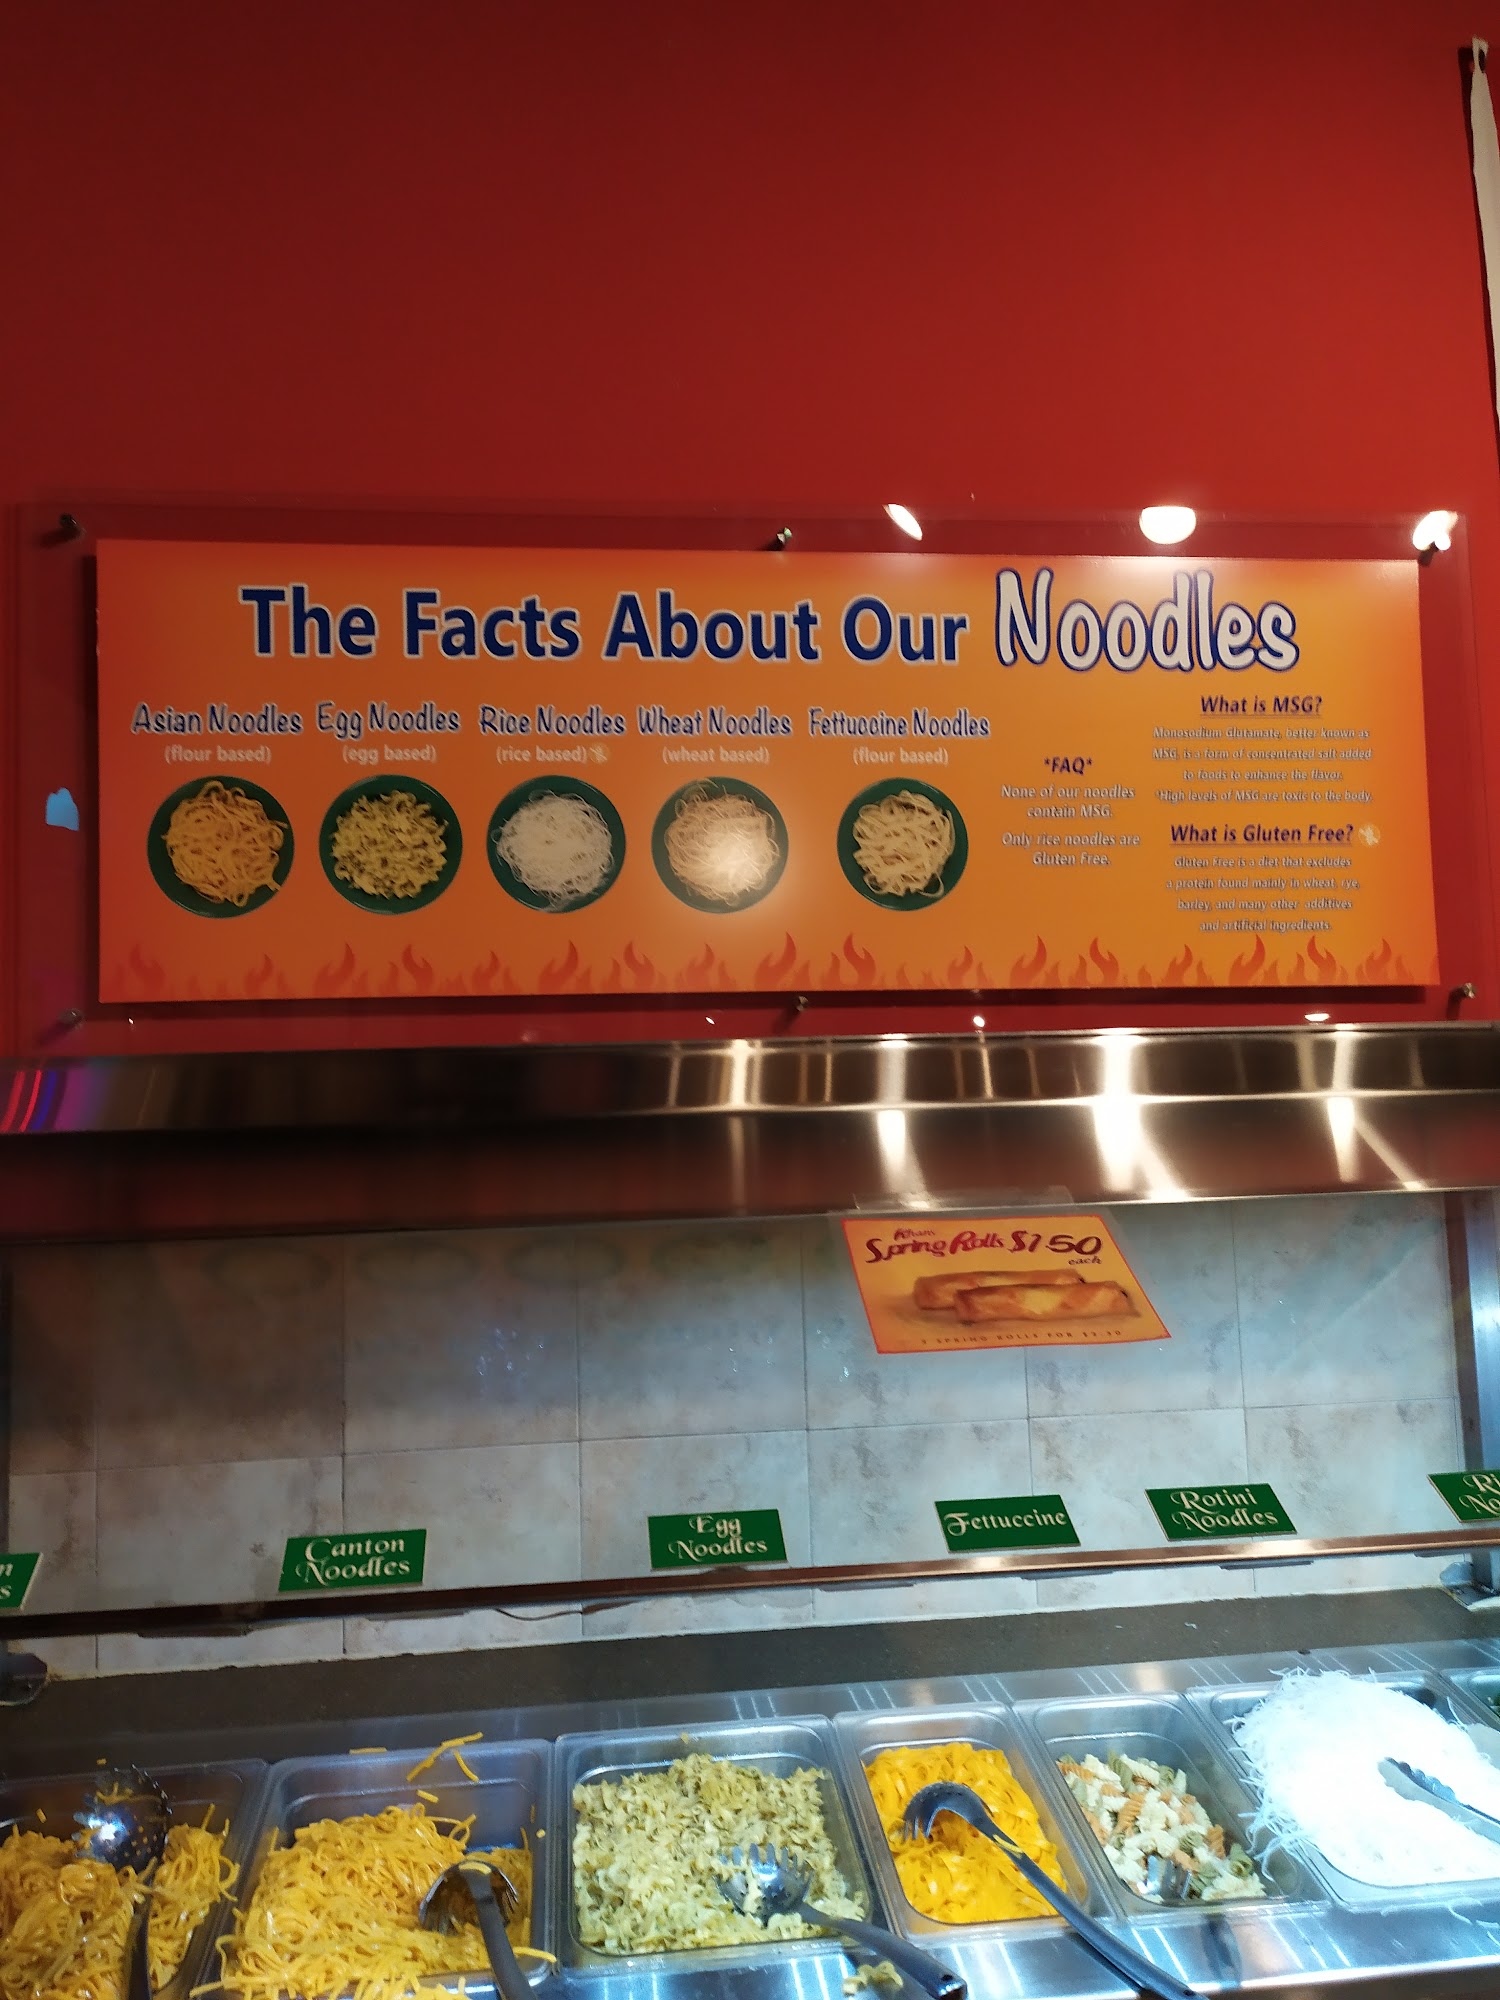 The Facts About Our Noodles
Asian Noodles
(flour based)
Egg Noodles
(egg based)
Rice Noodles
(rice based)
Wheat Noodles
(wheat based)
Fettuccine Noodles
(flour based)
*FAQ*
None of our noodles
contain MSG.
Only rice noodles are
Gluten Free.
What is MSG?
Monosodium Glutamate, better known as
MSG, is a form of concentrated salt added
to foods to enhance the flavor.
*High levels of MSG are toxic to the body.
What is Gluten Free?
Gluten Free is a diet that excludes
a protein found mainly in wheat, rye,
barley, and many other additives
and artificial ingredients.
Khan's
Spring Rolls $1.50
each
SPRING ROLLS FOR
Canton
Noodles
Egg
Noodles
Fettuccine
Rotini
Noodles